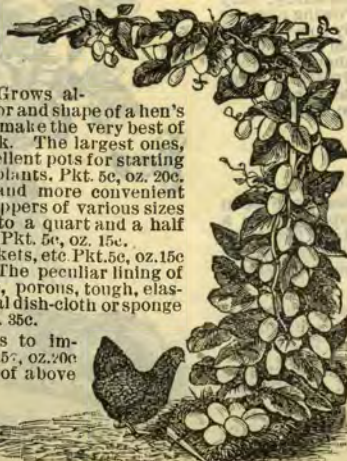 Grows al-
or and shape of a hen's
make the very best of
k. The largest ones,
ellent pots for starting
plants. Pkt. 5c, oz. 20c.
and more convenient
ppers of various sizes
to a quart and a half
Pkt. 5c, oz. 15c.
kets, etc. Pkt. 5c, oz. 15c
The peculiar lining of
, porous, tough, elas-
al dish-cloth or sponge
. 35c.
s to im-
5c, oz. 20c
of above